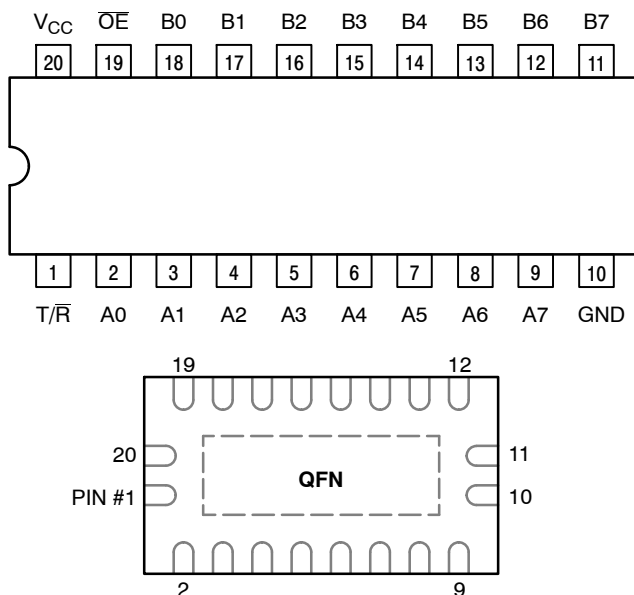 V_CC O̅E̅ B0 B1 B2 B3 B4 B5 B6 B7
20 19 18 17 16 15 14 13 12 11
1 2 3 4 5 6 7 8 9 10
T/R̅ A0 A1 A2 A3 A4 A5 A6 A7 GND
19 12
20 11
QFN
PIN #1 10
2 9